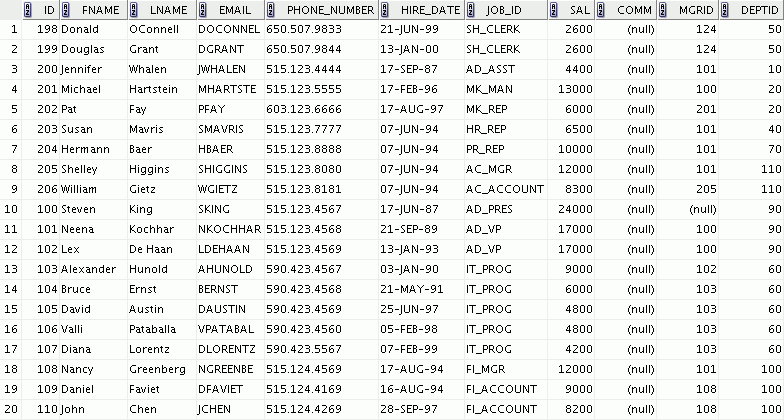 ID FNAME LNAME EMAIL PHONE_NUMBER HIRE_DATE JOB_ID SAL COMM MGRID DEPTID
1 198 Donald OConnell DOCONNEL 650.507.9833 21-JUN-99 SH_CLERK 2600 (null) 124 50
2 199 Douglas Grant DGRANT 650.507.9844 13-JAN-00 SH_CLERK 2600 (null) 124 50
3 200 Jennifer Whalen JWHALEN 515.123.4444 17-SEP-87 AD_ASST 4400 (null) 101 10
4 201 Michael Hartstein MHARTSTE 515.123.5555 17-FEB-96 MK_MAN 13000 (null) 100 20
5 202 Pat Fay PFAY 603.123.6666 17-AUG-97 MK_REP 6000 (null) 201 20
6 203 Susan Mavris SMAVRIS 515.123.7777 07-JUN-94 HR_REP 6500 (null) 101 40
7 204 Hermann Baer HBAER 515.123.8888 07-JUN-94 PR_REP 10000 (null) 101 70
8 205 Shelley Higgins SHIGGINS 515.123.8080 07-JUN-94 AC_MGR 12000 (null) 101 110
9 206 William Gietz WGIETZ 515.123.8181 07-JUN-94 AC_ACCOUNT 8300 (null) 205 110
10 100 Steven King SKING 515.123.4567 17-JUN-87 AD_PRES 24000 (null) (null) 90
11 101 Neena Kochhar NKOCHHAR 515.123.4568 21-SEP-89 AD_VP 17000 (null) 100 90
12 102 Lex De Haan LDEHAAN 515.123.4569 13-JAN-93 AD_VP 17000 (null) 100 90
13 103 Alexander Hunold AHUNOLD 590.423.4567 03-JAN-90 IT_PROG 9000 (null) 102 60
14 104 Bruce Ernst BERNST 590.423.4568 21-MAY-91 IT_PROG 6000 (null) 103 60
15 105 David Austin DAUSTIN 590.423.4569 25-JUN-97 IT_PROG 4800 (null) 103 60
16 106 Valli Pataballa VPATABAL 590.423.4560 05-FEB-98 IT_PROG 4800 (null) 103 60
17 107 Diana Lorentz DLORENTZ 590.423.5567 07-FEB-99 IT_PROG 4200 (null) 103 60
18 108 Nancy Greenberg NGREENBE 515.124.4569 17-AUG-94 FI_MGR 12000 (null) 101 100
19 109 Daniel Faviet DFAVIET 515.124.4169 16-AUG-94 FI_ACCOUNT 9000 (null) 108 100
20 110 John Chen JCHEN 515.124.4269 28-SEP-97 FI_ACCOUNT 8200 (null) 108 100